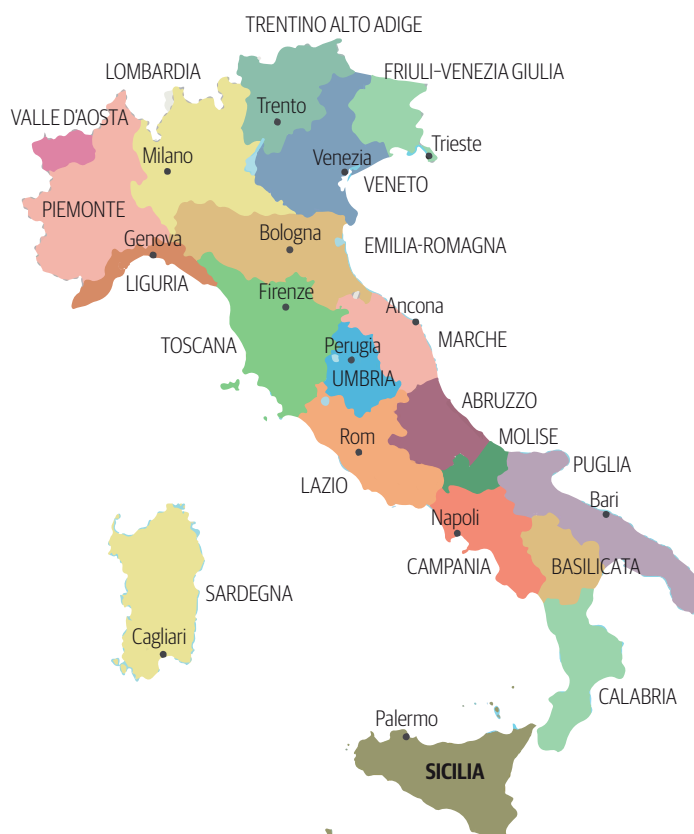 TRENTINO ALTO ADIGE
LOMBARDIA
FRIULI-VENEZIA GIULIA
VALLE D'AOSTA
Trento
Trieste
Milano
Venezia
VENETO
PIEMONTE
Genova
Bologna
EMILIA-ROMAGNA
LIGURIA
Firenze
Ancona
TOSCANA
Perugia
MARCHE
UMBRIA
ABRUZZO
Rom
MOLISE
PUGLIA
LAZIO
Bari
Napoli
CAMPANIA
BASILICATA
SARDEGNA
Cagliari
CALABRIA
Palermo
SICILIA